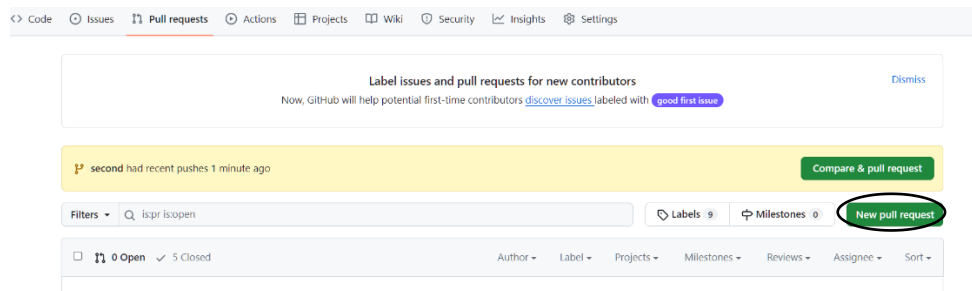 <> Code Issues Pull requests Actions Projects Wiki Security Insights Settings
Label issues and pull requests for new contributors
Dismiss
Now, GitHub will help potential first-time contributors discover issues labeled with good first issue
second had recent pushes 1 minute ago
Compare & pull request
Filters is:pr is:open Labels 9 Milestones 0 New pull request
0 Open 5 Closed Author Label Projects Milestones Reviews Assignee Sort